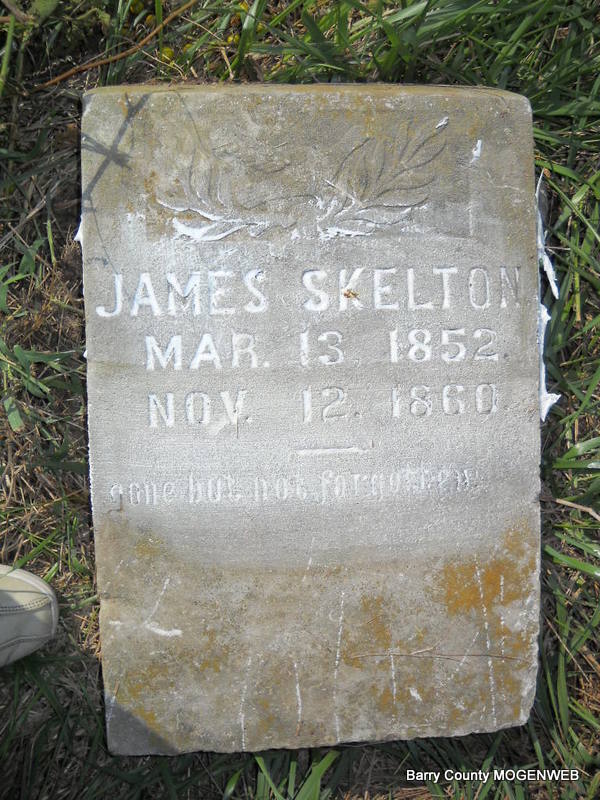 JAMES SKELTON
MAR. 13. 1852.
NOV. 12. 1860.
gone but not forgotten
Barry County MOGENWEB